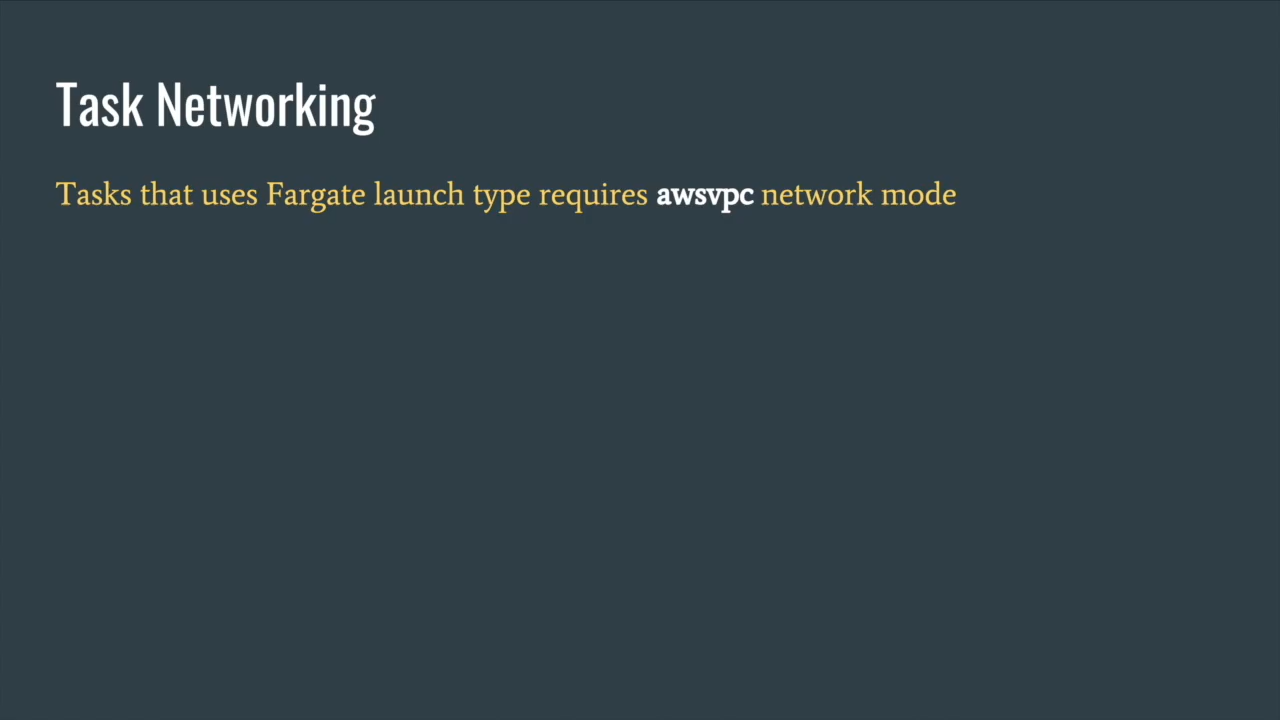 Task Networking
Tasks that uses Fargate launch type requires awsvpc network mode